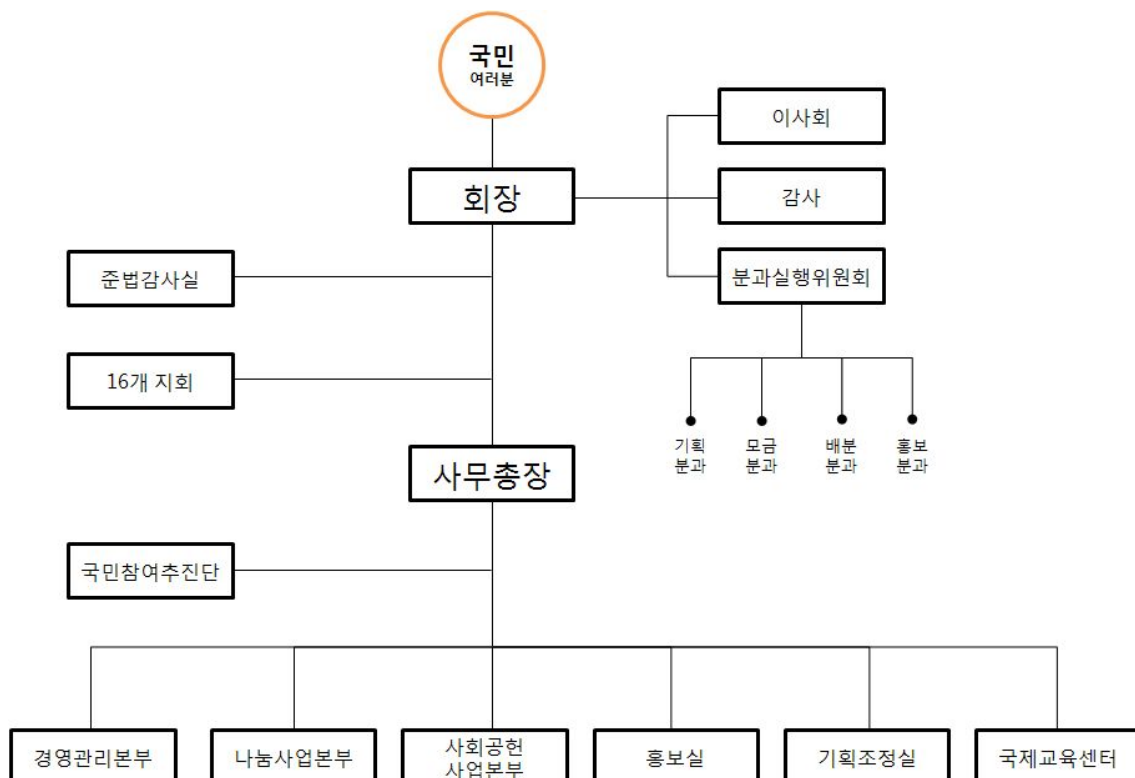 국민
여러분
이사회
회장
감사
준법감사실
분과실행위원회
16개 지회
기획
분과
모금
분과
배분
분과
홍보
분과
사무총장
국민참여추진단
경영관리본부
나눔사업본부
사회공헌
사업본부
홍보실
기획조정실
국제교육센터